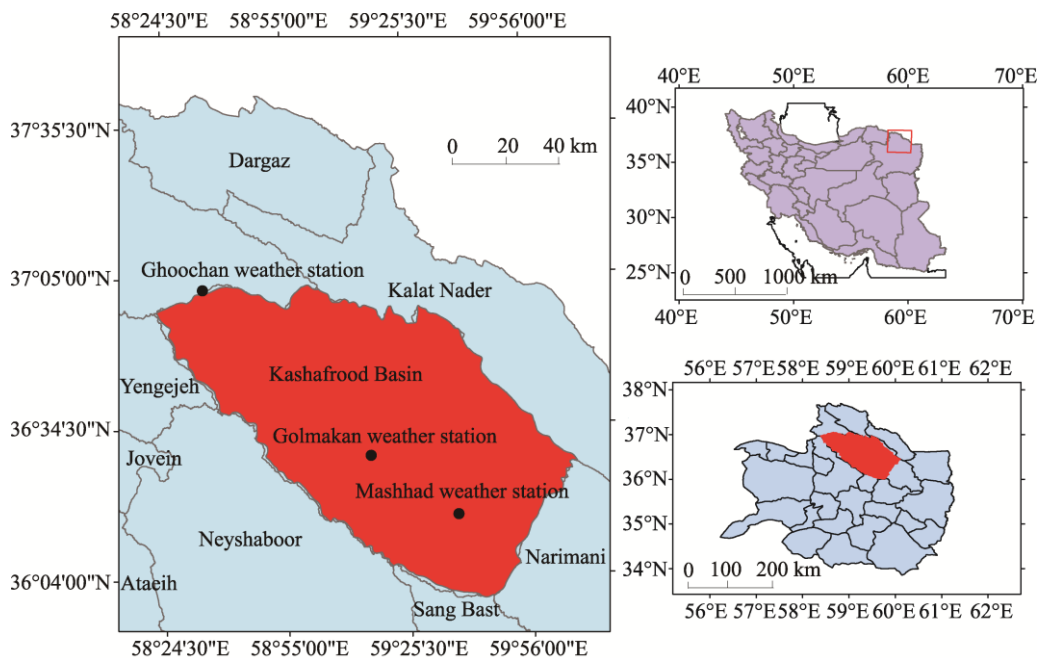 58°24'30"E 58°55'00"E 59°25'30"E 59°56'00"E
37°35'30"N
0 20 40 km
Dargaz
37°05'00"N
Ghoochan weather station
Kalat Nader
Kashafrood Basin
Yengejeh
36°34'30"N
Golmakan weather station
Jovein
Mashhad weather station
Neyshaboor
Narimani
36°04'00"N
Ataeih
Sang Bast
58°24'30"E 58°55'00"E 59°25'30"E 59°56'00"E
40°E 50°E 60°E 70°E
40°N
35°N
30°N
25°N
0 500 1000 km
40°E 50°E 60°E 70°E
56°E 57°E 58°E 59°E 60°E 61°E 62°E
38°N
37°N
36°N
35°N
34°N
0 100 200 km
56°E 57°E 58°E 59°E 60°E 61°E 62°E